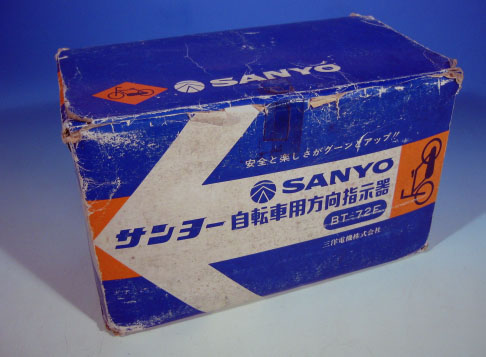 SANYO
安全と楽しさがグーンとアップ!!
SANYO
サンヨー自転車用方向指示器
BT-72F
三洋電機株式会社